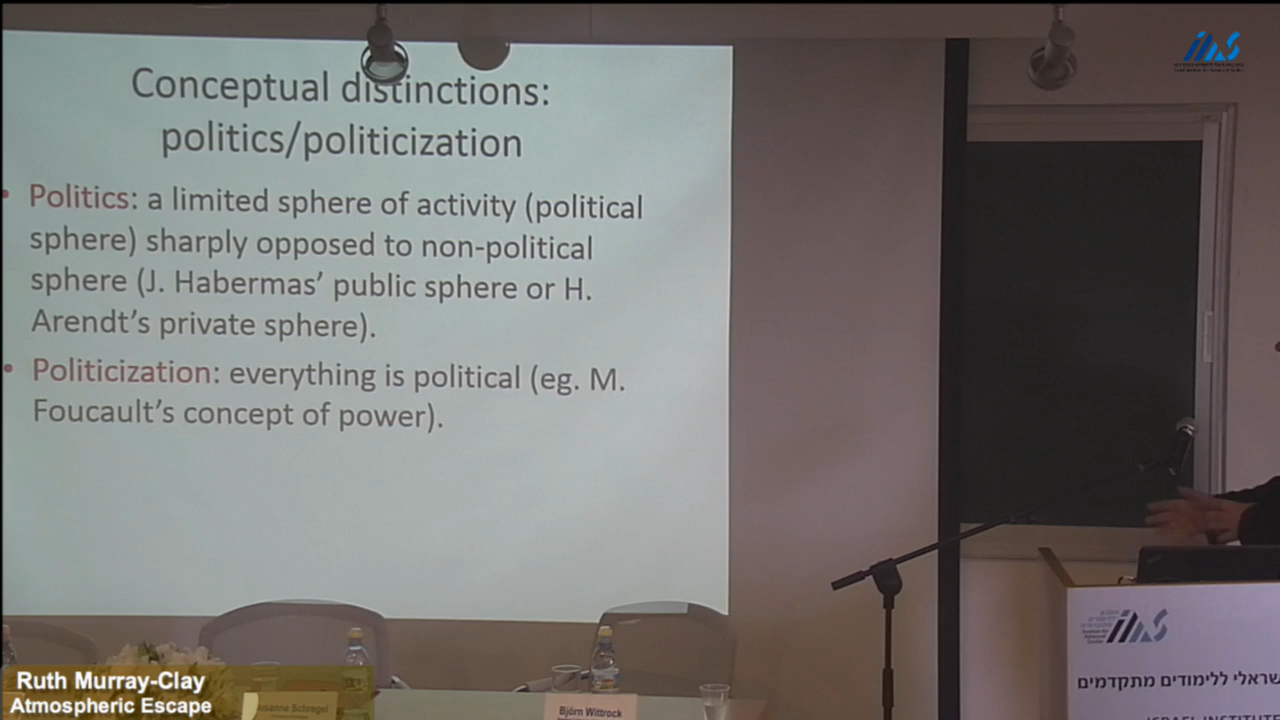 Conceptual distinctions:
politics/politicization
• Politics: a limited sphere of activity (political
sphere) sharply opposed to non-political
sphere (J. Habermas’ public sphere or H.
Arendt’s private sphere).
• Politicization: everything is political (eg. M.
Foucault’s concept of power).
Ruth Murray-Clay
Atmospheric Escape
Schregel
Björn Wittrock
ללימודים מתקדמים